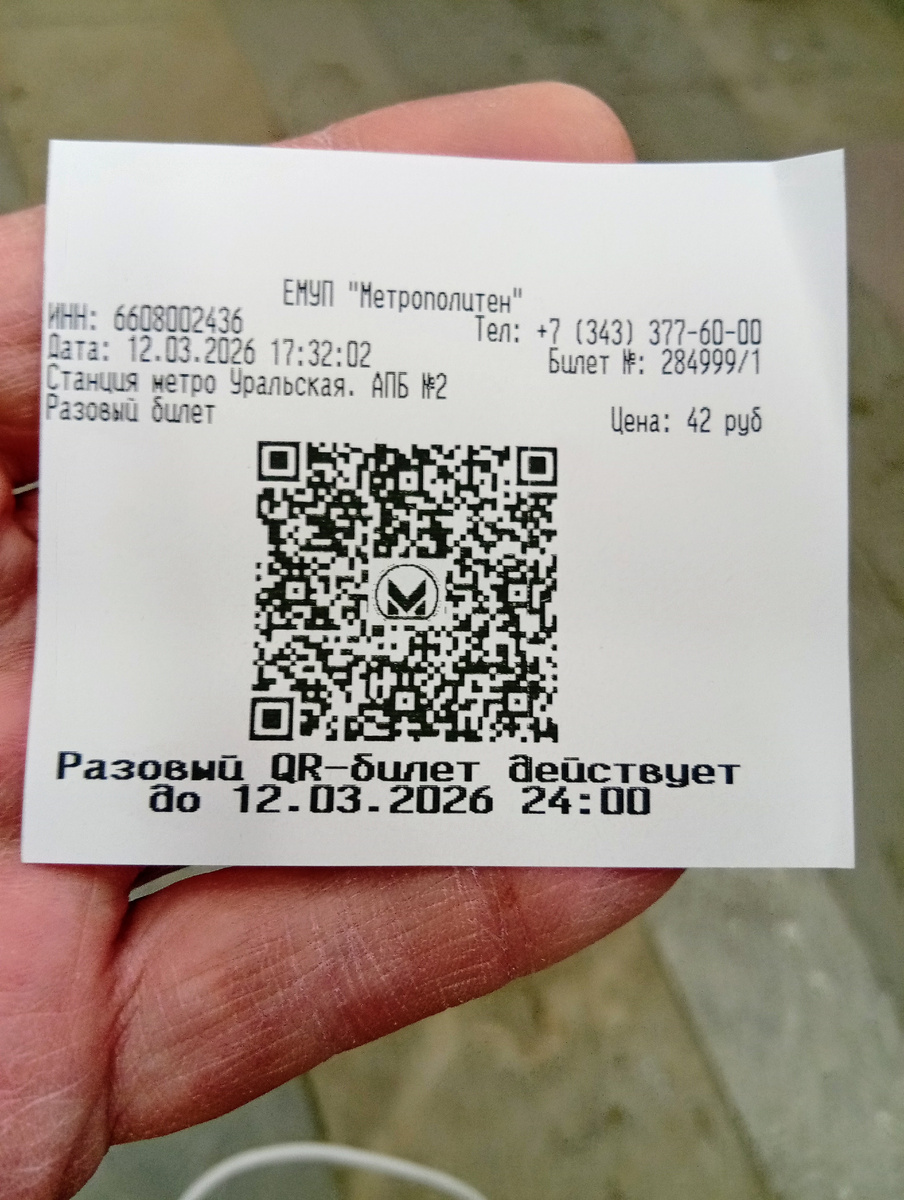 ЕМУП "Метрополитен"
ИНН: 6608002436 Тел: +7 (343) 377-60-00
Дата: 12.03.2026 17:32:02 Билет №: 284999/1
Станция метро Уральская. АПБ №2
Разовый билет Цена: 42 руб
Разовый QR-билет действует
до 12.03.2026 24:00